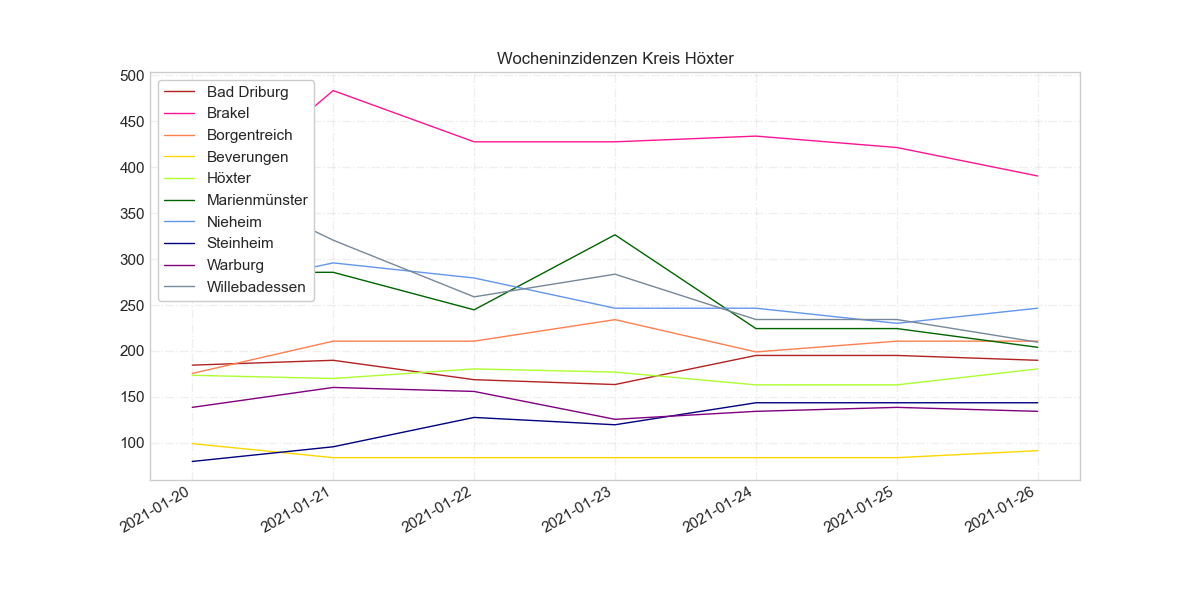 Wocheninzidenzen Kreis Höxter
500
450
400
350
300
250
200
150
100
Bad Driburg
Brakel
Borgentreich
Beverungen
Höxter
Marienmünster
Nieheim
Steinheim
Warburg
Willebadessen
2021-01-20
2021-01-21
2021-01-22
2021-01-23
2021-01-24
2021-01-25
2021-01-26